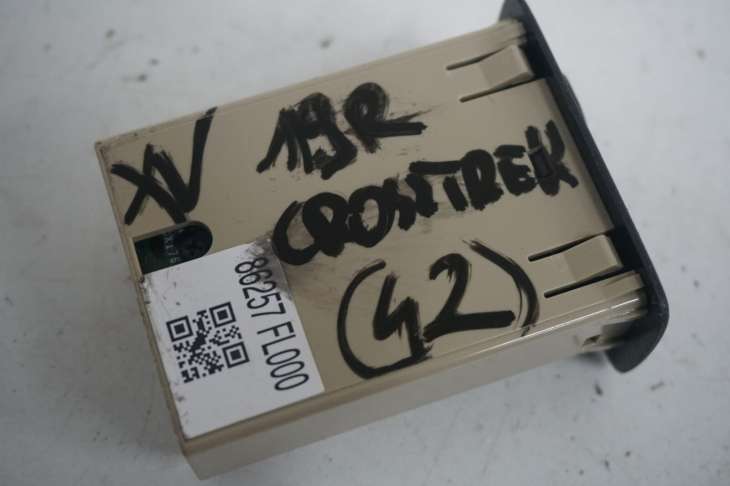 XV 19R
CROSSTREK
(42)
86257 FL000